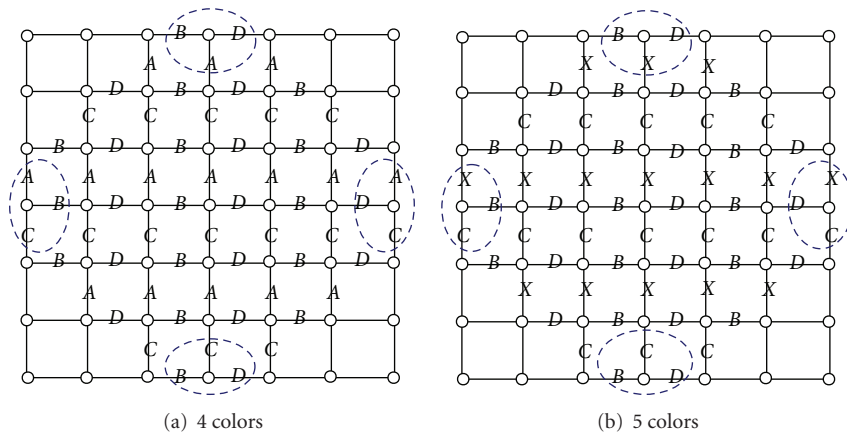 B D
A A A
D B D B
C C C C C
B D B D B D
A A A A A A A
B D B D B D
C C C C C C C
B D B D B D
A A A A A
D B D B
C C C
B D
(a) 4 colors
B D
X X X
D B D B
C C C C C
B D B D B D
X X X X X X X
B D B D B D
C C C C C C C
B D B D B D
X X X X X
D B D B
C C C
B D
(b) 5 colors